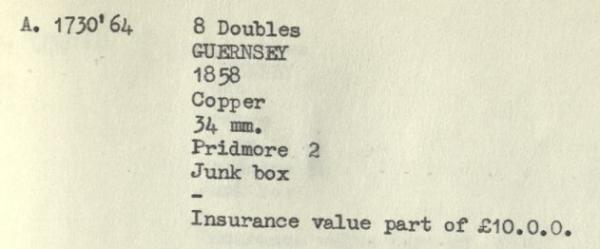 A. 1730'64 8 Doubles
GUERNSEY
1858
Copper
34 mm.
Pridmore 2
Junk box
-
Insurance value part of £10.0.0.